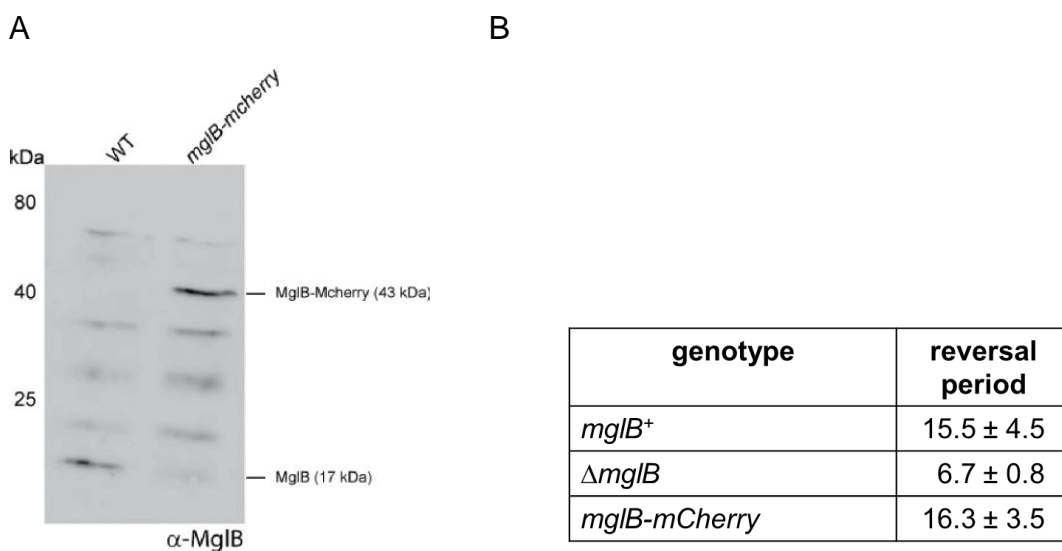 A
B
kDa
WT
mglB-mcherry
80
40
MglB-Mcherry (43 kDa)
25
MglB (17 kDa)
α-MglB
genotype
reversal
period
mglB+
15.5 ± 4.5
ΔmglB
6.7 ± 0.8
mglB-mCherry
16.3 ± 3.5